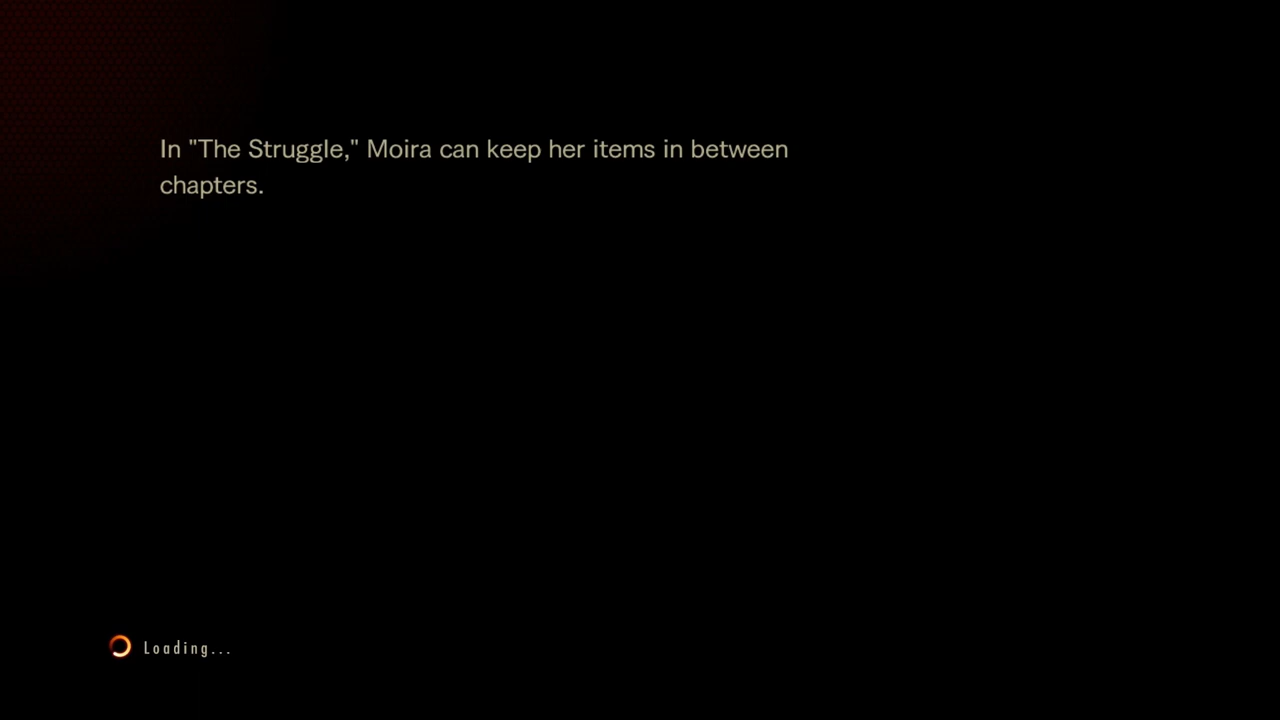 In "The Struggle," Moira can keep her items in between
chapters.
Loading...